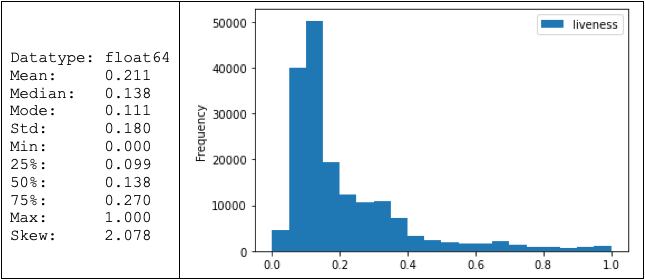 Datatype: float64
Mean: 0.211
Median: 0.138
Mode: 0.111
Std: 0.180
Min: 0.000
25%: 0.099
50%: 0.138
75%: 0.270
Max: 1.000
Skew: 2.078
liveness
Frequency
50000
40000
30000
20000
10000
0
0.0 0.2 0.4 0.6 0.8 1.0